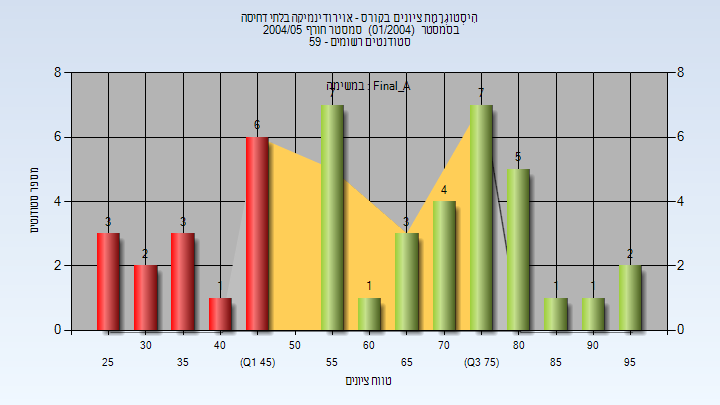 היסטוגרמת ציונים בקורס - אוירודינמיקה בלתי דחיסה
בסמסטר (01/2004) סמסטר חורף 2004/05
סטודנטים רשומים - 59
במשימה : Final_A
מספר סטודנטים
8 8
6 6
4 4
2 2
0 0
3 2 3 1 6 7 1 3 4 7 5 1 1 2
30 40 50 60 70 80 90
25 35 (Q1 45) 55 65 (Q3 75) 85 95
טווח ציונים